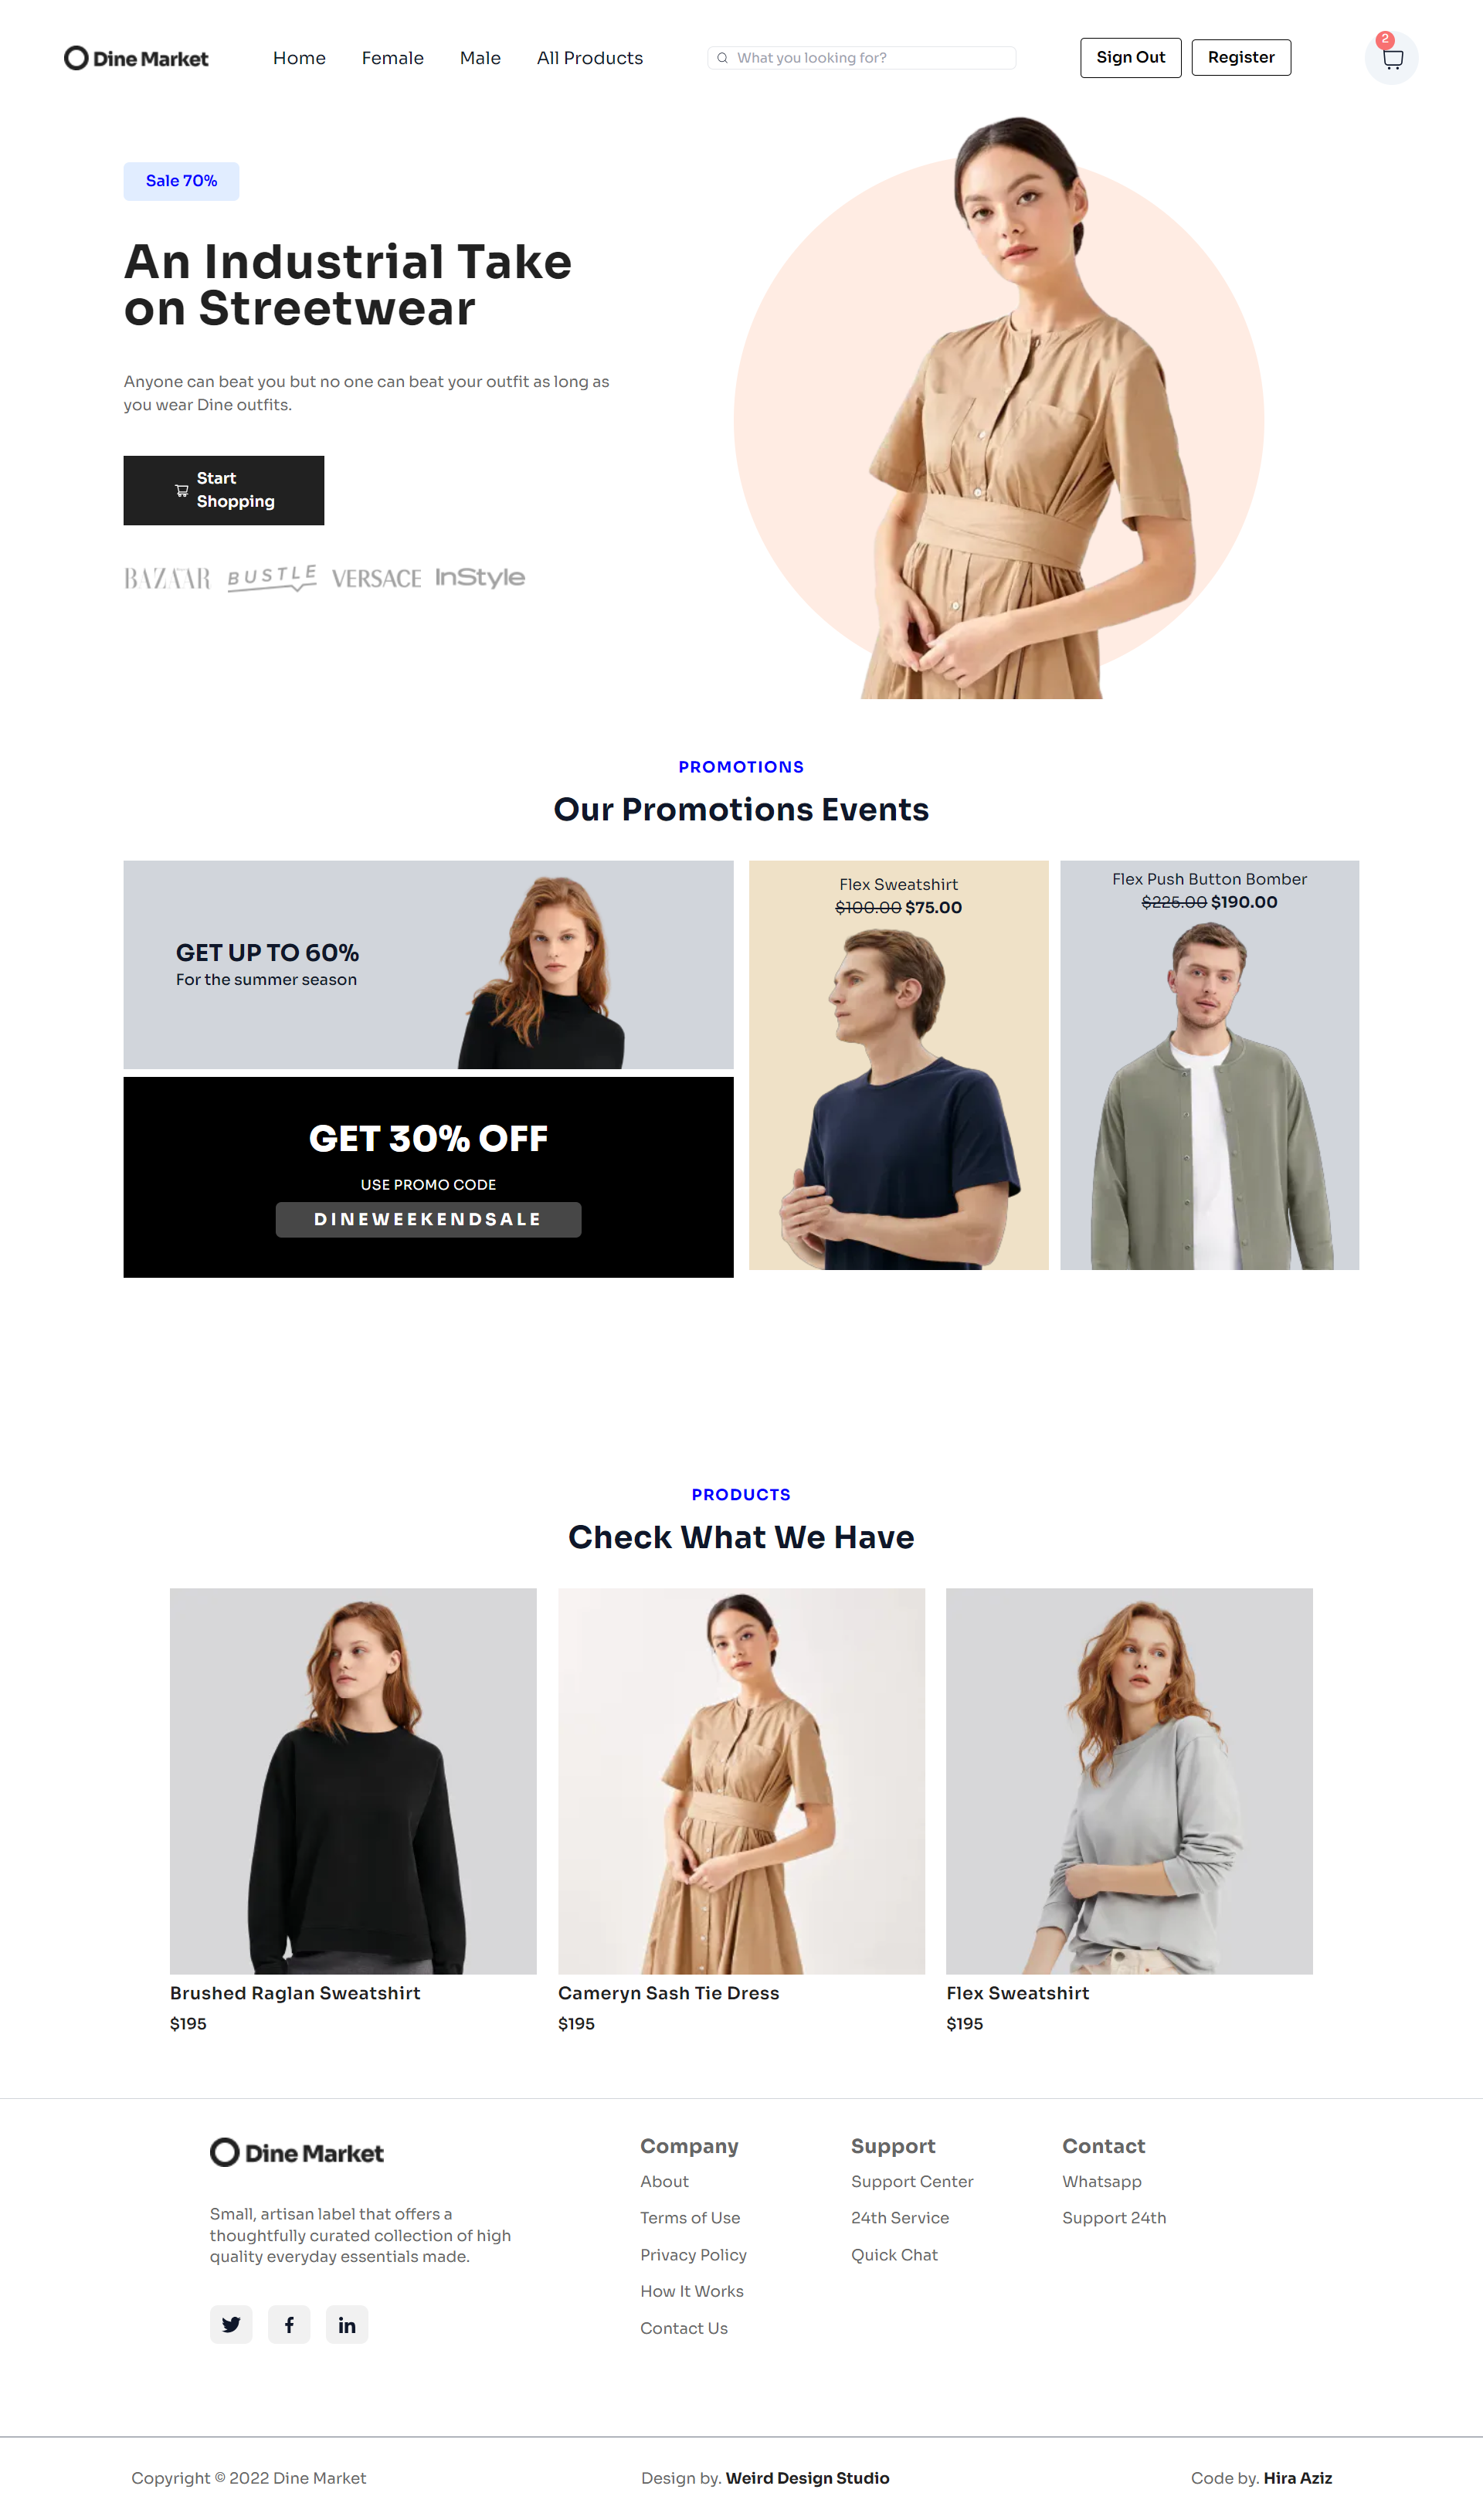 Dine Market
Home Female Male All Products
What you looking for?
Sign Out Register
2
Sale 70%
An Industrial Take
on Streetwear
Anyone can beat you but no one can beat your outfit as long as
you wear Dine outfits.
Start
Shopping
BAZAAR BUSTLE VERSACE InStyle
PROMOTIONS
Our Promotions Events
GET UP TO 60%
For the summer season
GET 30% OFF
USE PROMO CODE
DINEWEEKENDSALE
Flex Sweatshirt
$100.00 $75.00
Flex Push Button Bomber
$225.00 $190.00
PRODUCTS
Check What We Have
Brushed Raglan Sweatshirt
$195
Cameryn Sash Tie Dress
$195
Flex Sweatshirt
$195
Dine Market
Small, artisan label that offers a
thoughtfully curated collection of high
quality everyday essentials made.
Company
About
Terms of Use
Privacy Policy
How It Works
Contact Us
Support
Support Center
24th Service
Quick Chat
Contact
Whatsapp
Support 24th
Copyright © 2022 Dine Market
Design by. Weird Design Studio
Code by. Hira Aziz